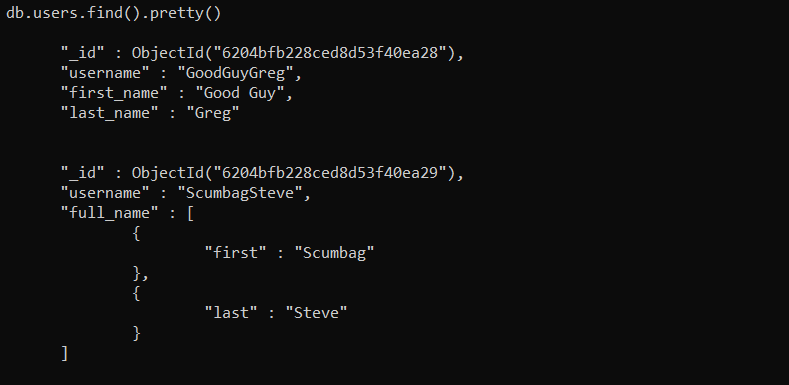 db.users.find().pretty()
"_id" : ObjectId("6204bfb228ced8d53f40ea28"),
"username" : "GoodGuyGreg",
"first_name" : "Good Guy",
"last_name" : "Greg"
"_id" : ObjectId("6204bfb228ced8d53f40ea29"),
"username" : "ScumbagSteve",
"full_name" : [
{
"first" : "Scumbag"
},
{
"last" : "Steve"
}
]